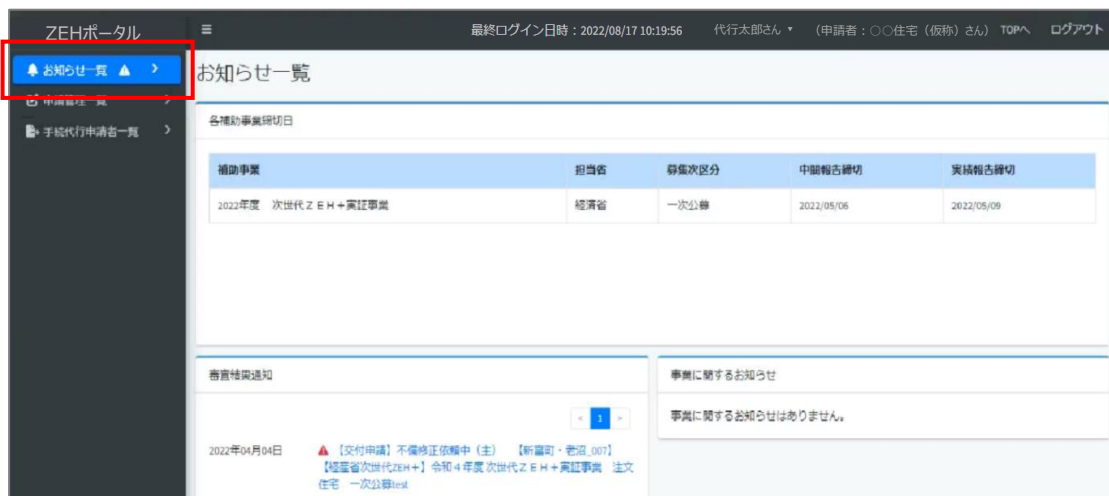 ZEHポータル
最終ログイン日時：2022/08/17 10:19:56 代行太郎さん ▼ （申請者：○○住宅（仮称）さん） TOPへ ログアウト
お知らせ一覧
申請管理一覧
手続代行申請者一覧
お知らせ一覧
各補助事業締切日
補助事業 担当省 募集次区分 中間報告締切 実績報告締切
2022年度 次世代ＺＥＨ＋実証事業 経済省 一次公募 2022/05/06 2022/05/09
審査結果通知
< 1 >
2022年04月04日 【交付申請】不備修正依頼中（主） 【新富町・老沼_007】
【経産省次世代ZEH+】令和４年度次世代ＺＥＨ＋実証事業 注文
住宅 一次公募test
事業に関するお知らせ
事業に関するお知らせはありません。